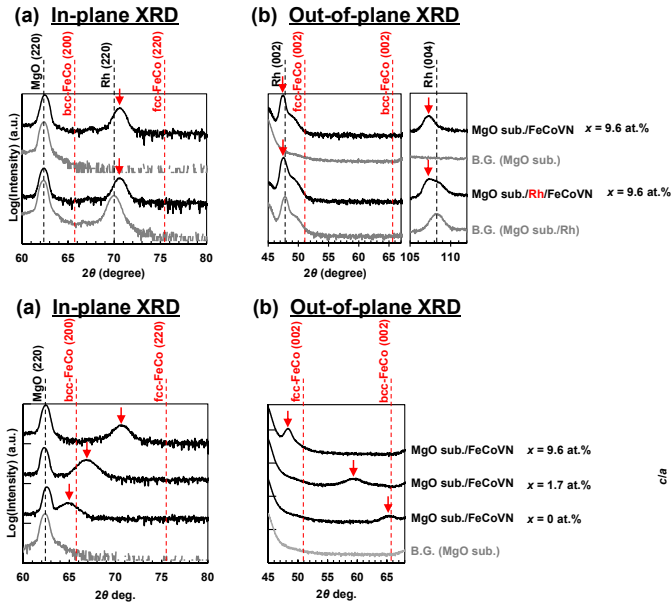 (a) In-plane XRD
(b) Out-of-plane XRD
MgO (220)
bcc-FeCo (200)
Rh (220)
fcc-FeCo (220)
Rh (002)
fcc-FeCo (002)
bcc-FeCo (002)
Rh (004)
Log(Intensity) (a.u.)
MgO sub./FeCoVN x = 9.6 at.%
B.G. (MgO sub.)
MgO sub./Rh/FeCoVN x = 9.6 at.%
B.G. (MgO sub./Rh)
60 65 70 75 80
2θ (degree)
45 50 55 60 65
2θ (degree)
105 110
(a) In-plane XRD
(b) Out-of-plane XRD
MgO (220)
bcc-FeCo (200)
fcc-FeCo (220)
fcc-FeCo (002)
bcc-FeCo (002)
Log(Intensity) (a.u.)
MgO sub./FeCoVN x = 9.6 at.%
MgO sub./FeCoVN x = 1.7 at.%
MgO sub./FeCoVN x = 0 at.%
B.G. (MgO sub.)
c/a
60 65 70 75 80
2θ deg.
45 50 55 60 65
2θ deg.